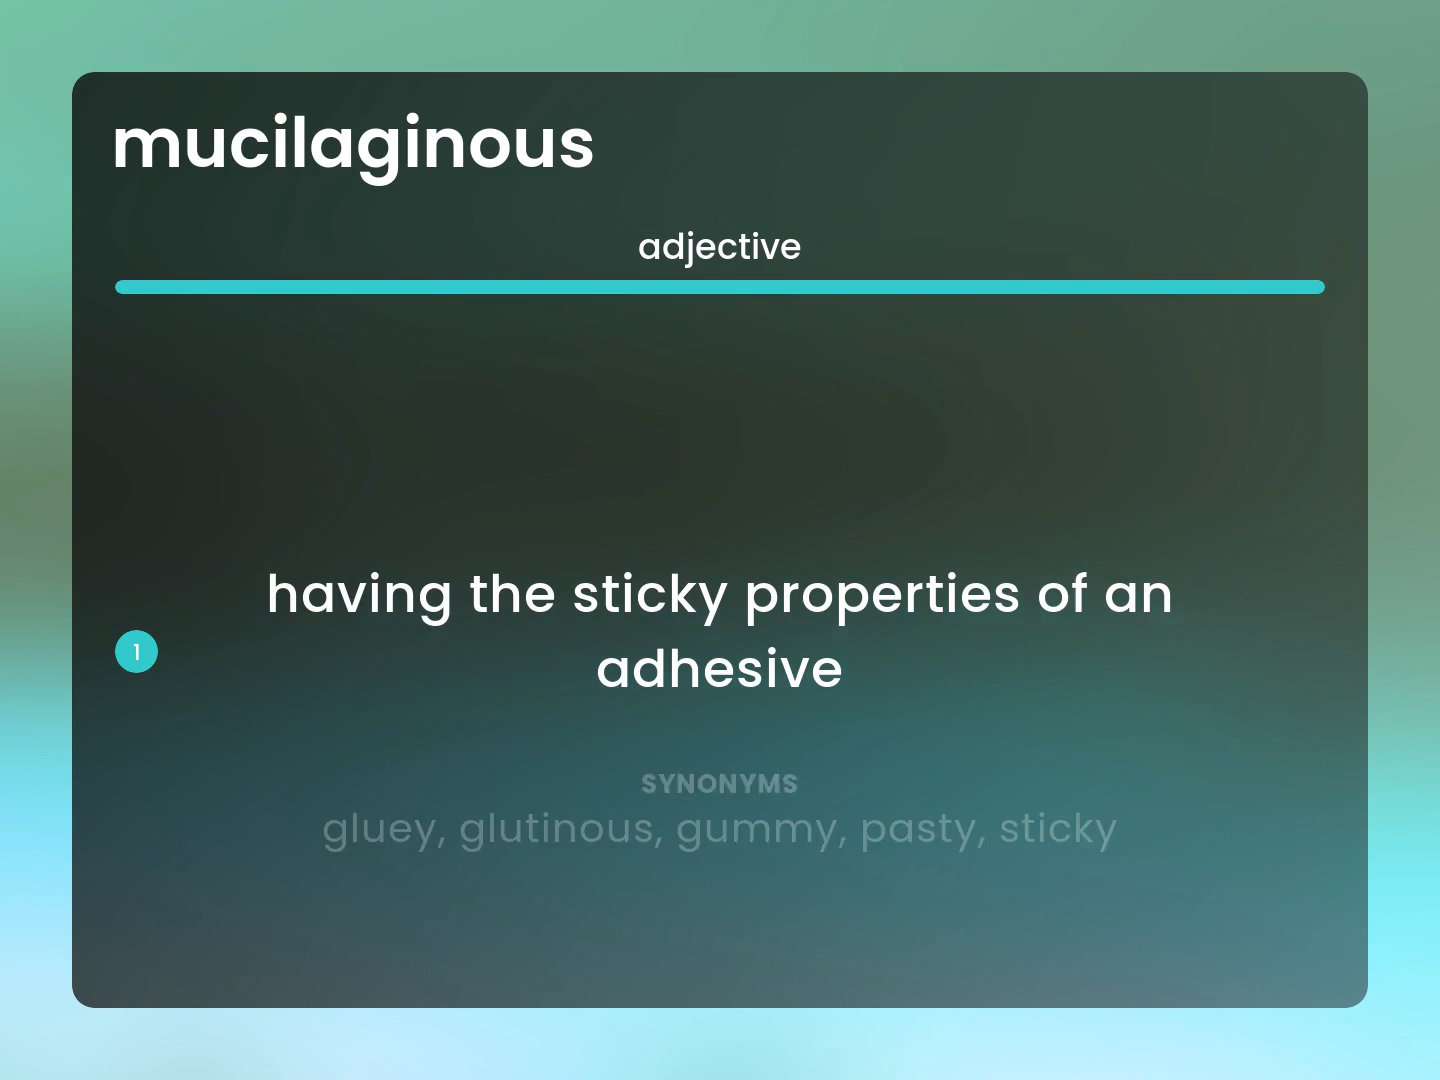 mucilaginous
adjective
having the sticky properties of an
1
adhesive
SYNONYMS
gluey, glutinous, gummy, pasty, sticky